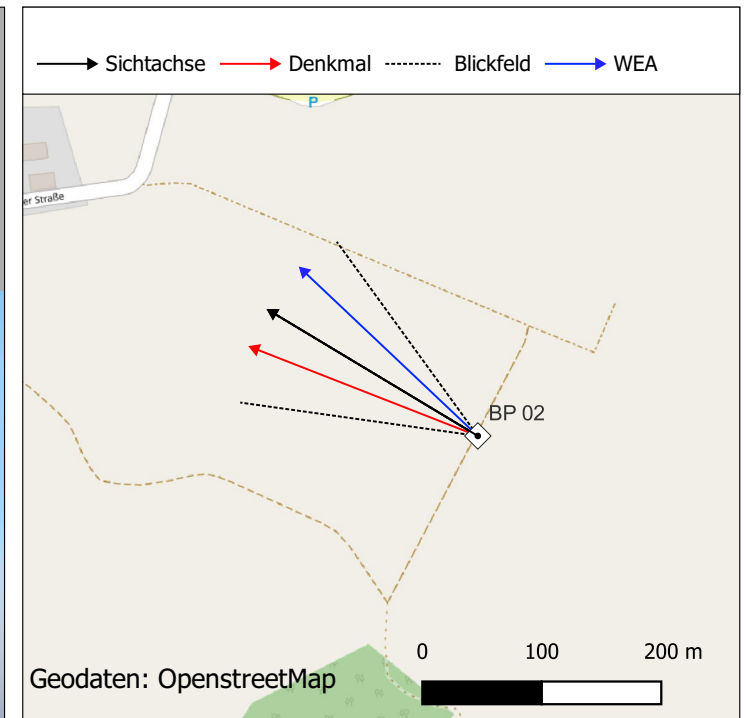 Sichtachse Denkmal Blickfeld WEA
P
er Straße
BP 02
0 100 200 m
Geodaten: OpenstreetMap